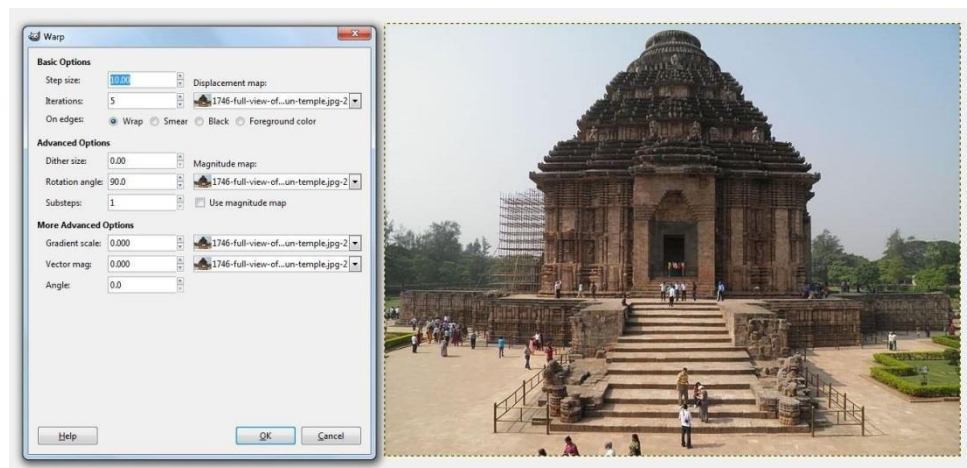 Warp
Basic Options
Step size: 10.00 Displacement map:
Iterations: 5 1746-full-view-of...un-temple.jpg-2
On edges: Wrap Smear Black Foreground color
Advanced Options
Dither size: 0.00 Magnitude map:
Rotation angle: 90.0 1746-full-view-of...un-temple.jpg-2
Substeps: 1 Use magnitude map
More Advanced Options
Gradient scale: 0.000 1746-full-view-of...un-temple.jpg-2
Vector mag: 0.000 1746-full-view-of...un-temple.jpg-2
Angle: 0.0
Help OK Cancel